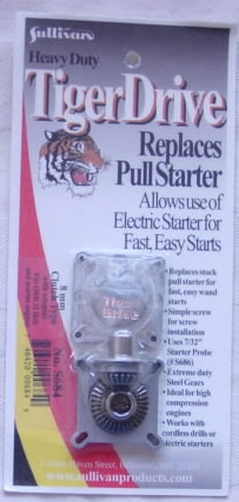 Sullivan
Heavy Duty
TigerDrive
Replaces
Pull Starter
Allows use of
Electric Starter for
Fast, Easy Starts
• Replaces stock
pull starter for
fast, easy wand
starts
• Simple screw
for screw
installation
• Uses 7/32"
Starter Probe
(# S686)
• Extreme duty
Steel Gears
• Ideal for high
compression
engines
• Works with
cordless drills or
electric starters
Tiger
Drive
No. S684
8 mm
www.sullivanproducts.com